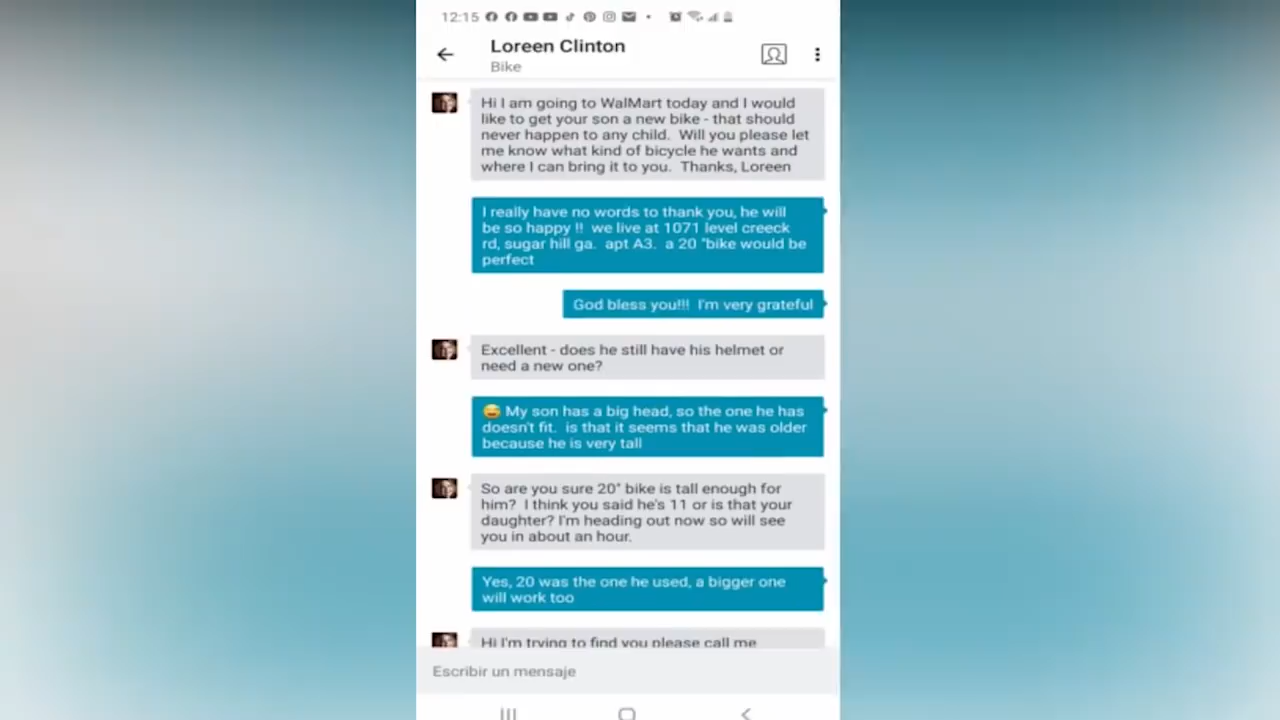 12:15
Loreen Clinton
Bike
Hi I am going to WalMart today and I would
like to get your son a new bike - that should
never happen to any child. Will you please let
me know what kind of bicycle he wants and
where I can bring it to you. Thanks, Loreen
I really have no words to thank you, he will
be so happy !! we live at 1071 level creeck
rd, sugar hill ga. apt A3. a 20 "bike would be
perfect
God bless you!!! I'm very grateful
Excellent - does he still have his helmet or
need a new one?
😅 My son has a big head, so the one he has
doesn't fit. is that it seems that he was older
because he is very tall
So are you sure 20" bike is tall enough for
him? I think you said he's 11 or is that your
daughter? I'm heading out now so will see
you in about an hour.
Yes, 20 was the one he used, a bigger one
will work too
Hi I'm trying to find you please call me
Escribir un mensaje